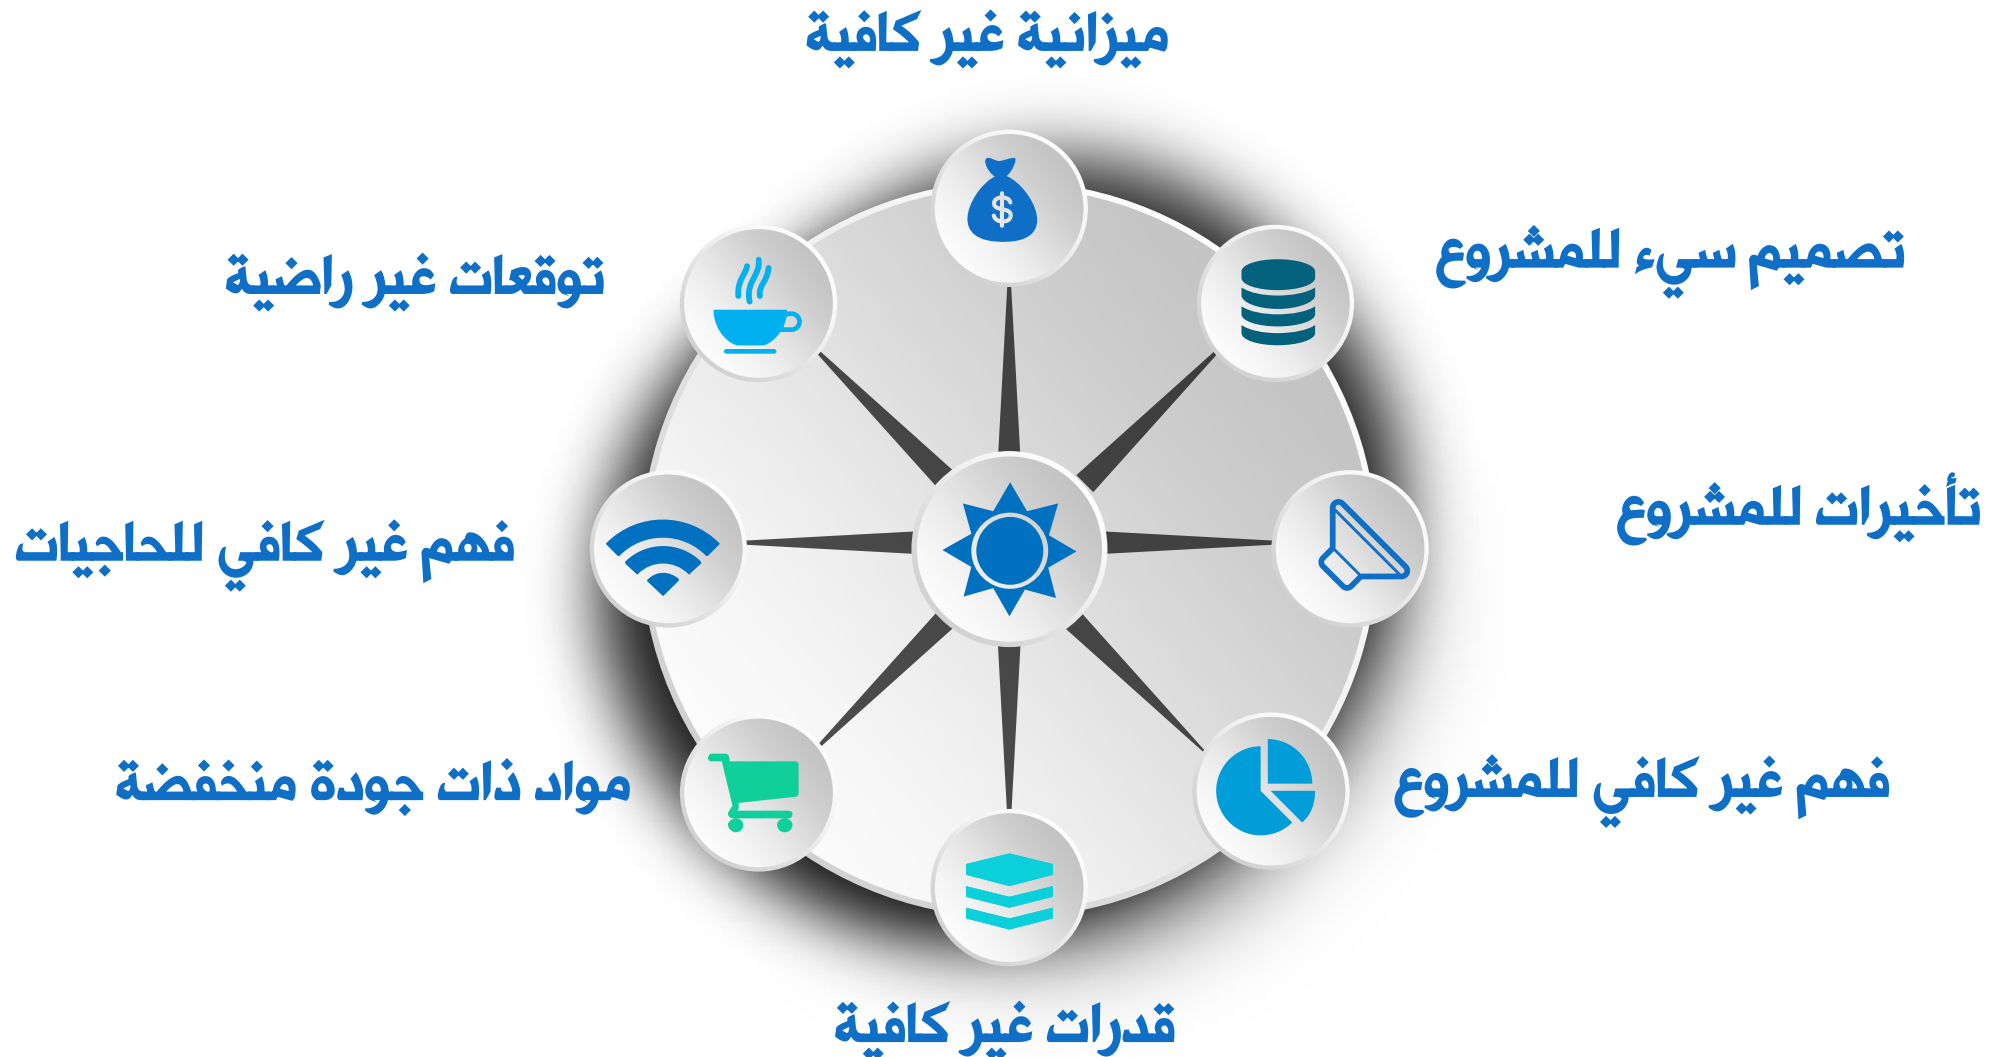 ميزانية غير كافية
تصميم سيء للمشروع
توقعات غير راضية
تأخيرات للمشروع
فهم غير كافي للحاجيات
فهم غير كافي للمشروع
مواد ذات جودة منخفضة
قدرات غير كافية
$